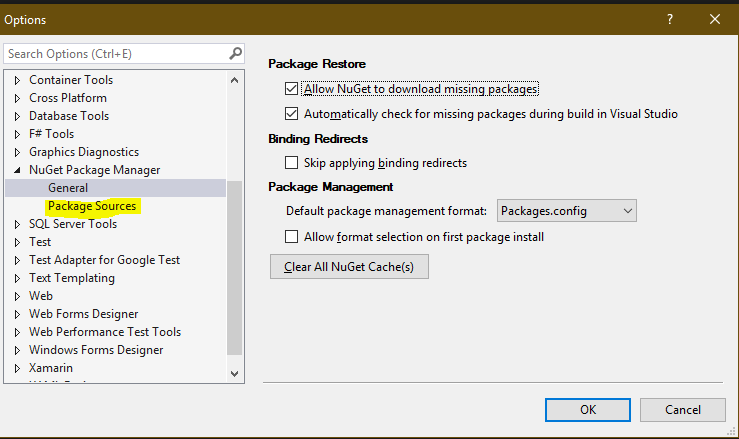 Options
Search Options (Ctrl+E)
Container Tools
Cross Platform
Database Tools
F# Tools
Graphics Diagnostics
NuGet Package Manager
General
Package Sources
SQL Server Tools
Test
Test Adapter for Google Test
Text Templating
Web
Web Forms Designer
Web Performance Test Tools
Windows Forms Designer
Xamarin
Package Restore
Allow NuGet to download missing packages
Automatically check for missing packages during build in Visual Studio
Binding Redirects
Skip applying binding redirects
Package Management
Default package management format: Packages.config
Allow format selection on first package install
Clear All NuGet Cache(s)
OK Cancel